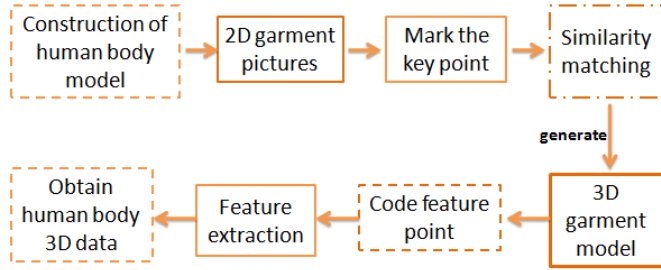 Construction of
human body
model
2D garment
pictures
Mark the
key point
Similarity
matching
generate
3D
garment
model
Code feature
point
Feature
extraction
Obtain
human body
3D data